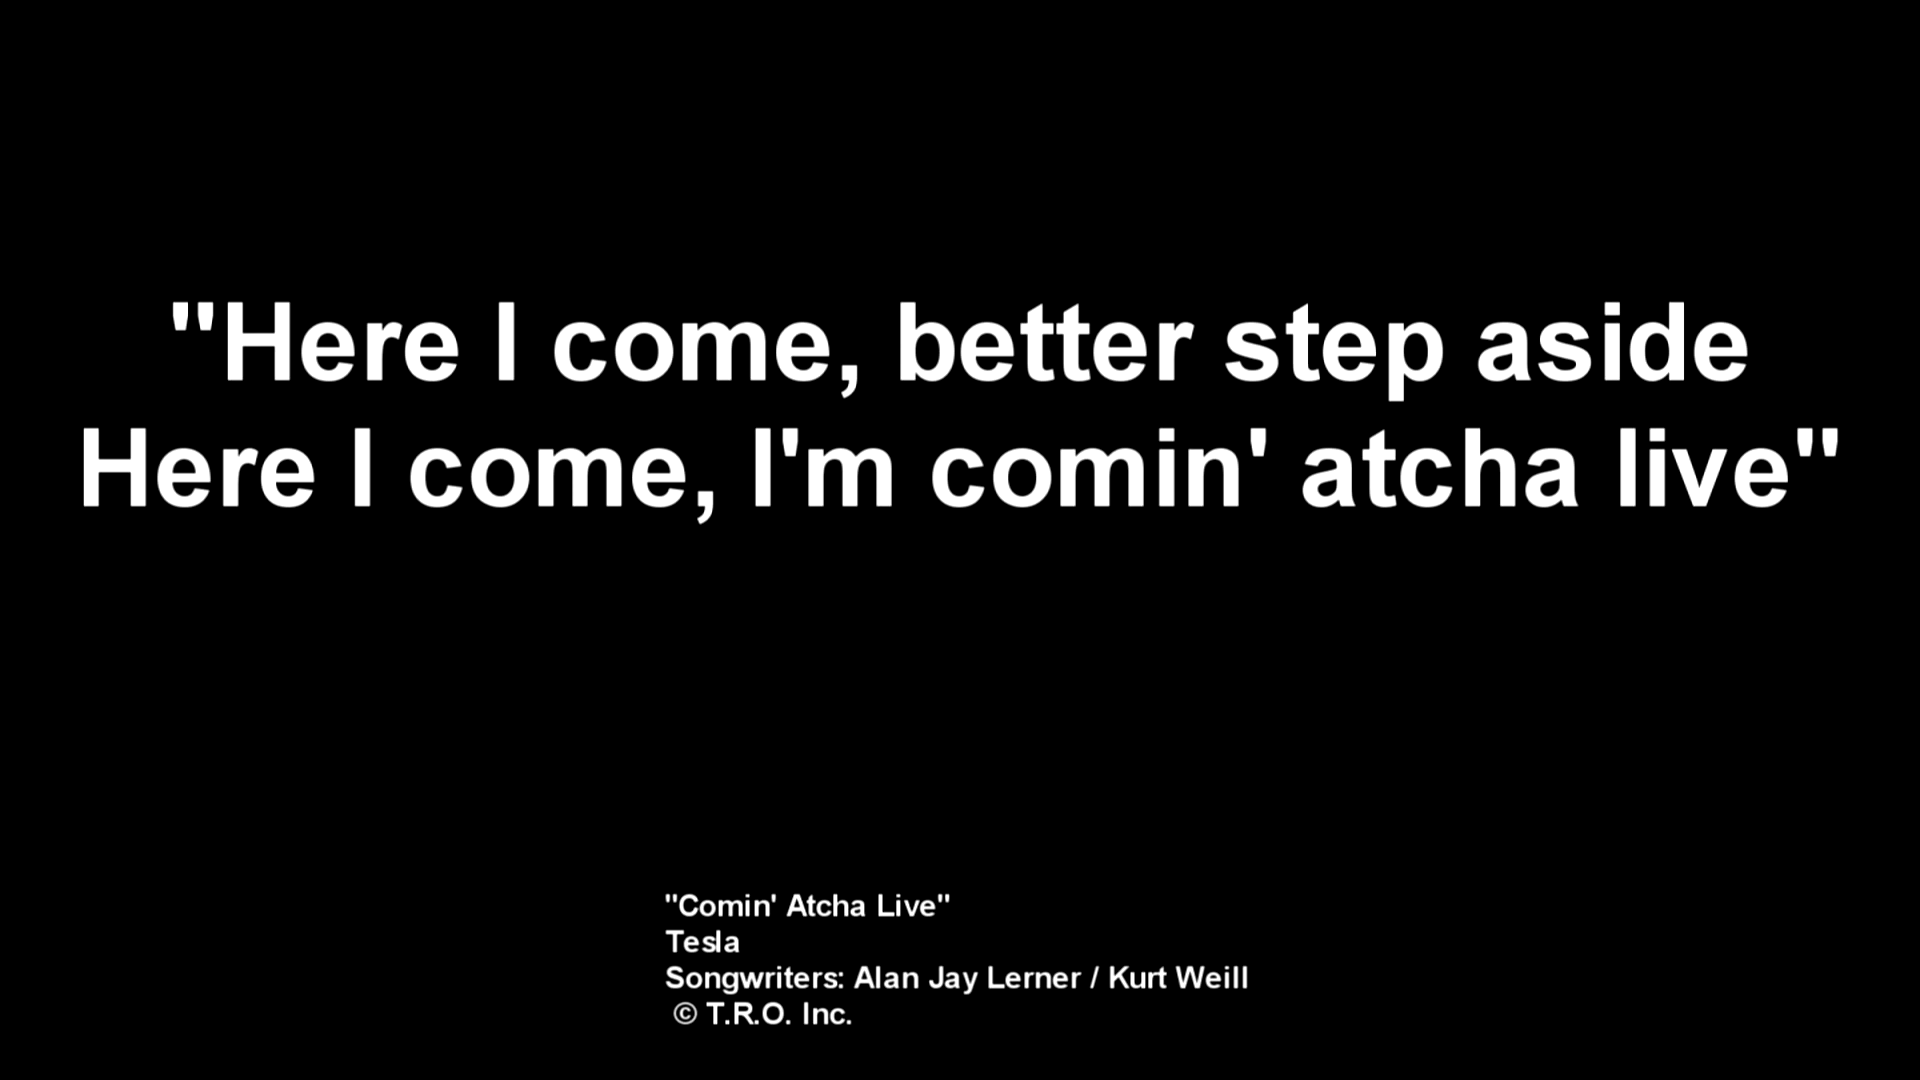 "Here I come, better step aside
Here I come, I'm comin' atcha live"
"Comin' Atcha Live"
Tesla
Songwriters: Alan Jay Lerner / Kurt Weill
© T.R.O. Inc.